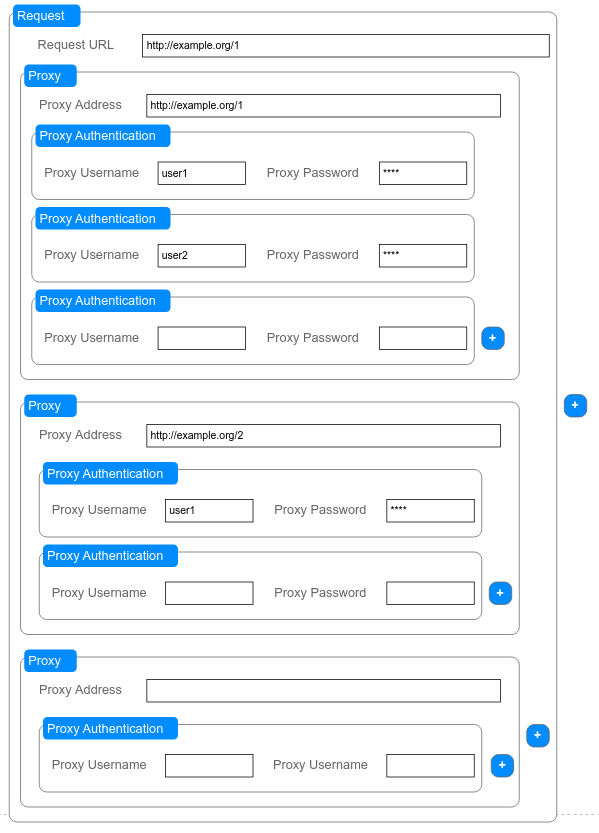 Request
Request URL http://example.org/1
Proxy
Proxy Address http://example.org/1
Proxy Authentication
Proxy Username user1 Proxy Password ****
Proxy Authentication
Proxy Username user2 Proxy Password ****
Proxy Authentication
Proxy Username Proxy Password +
Proxy
+
Proxy Address http://example.org/2
Proxy Authentication
Proxy Username user1 Proxy Password ****
Proxy Authentication
Proxy Username Proxy Password +
Proxy
Proxy Address
Proxy Authentication
+
Proxy Username Proxy Username +